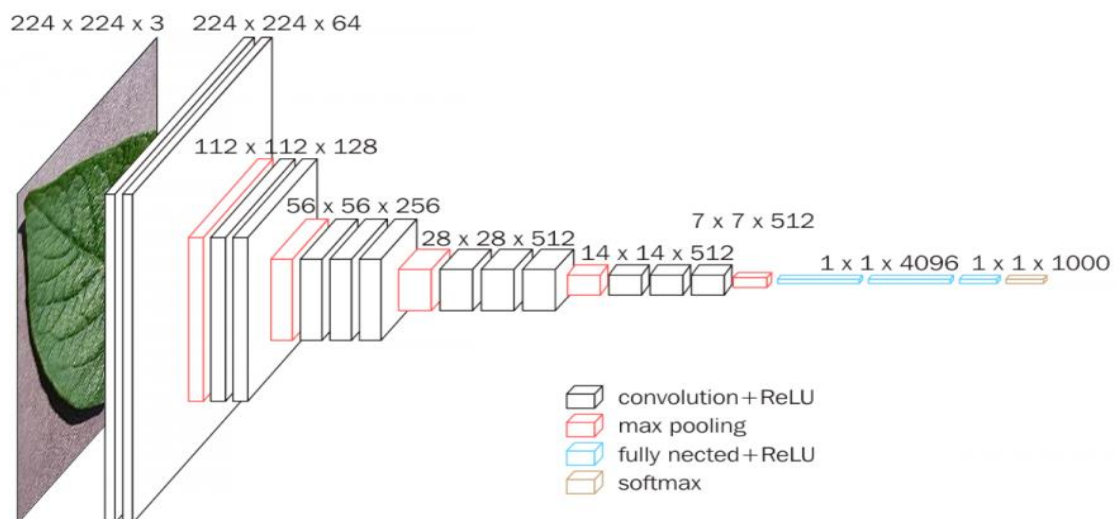 224 x 224 x 3
224 x 224 x 64
112 x 112 x 128
56 x 56 x 256
28 x 28 x 512
14 x 14 x 512
7 x 7 x 512
1 x 1 x 4096
1 x 1 x 1000
convolution+ReLU
max pooling
fully nected+ReLU
softmax